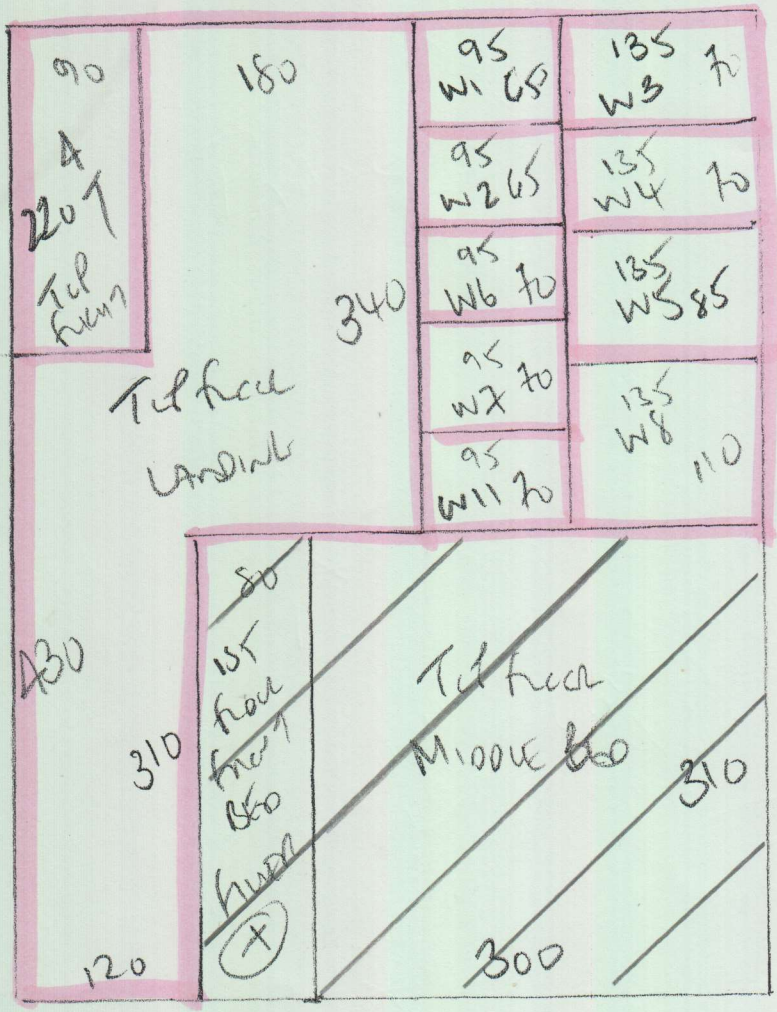 90
A
220 T
TOP
FRONT
180
340
TOP FLOOR
LANDING
430
310
120
95
W1 65
95
W2 65
95
W6 70
95
W7 70
95
W11 70
135
W3 70
135
W4 70
135
W5 85
135
W8
110
80
1ST
FLOOR
FRONT
BED
TOP FLOOR
MIDDLE BED
310
300